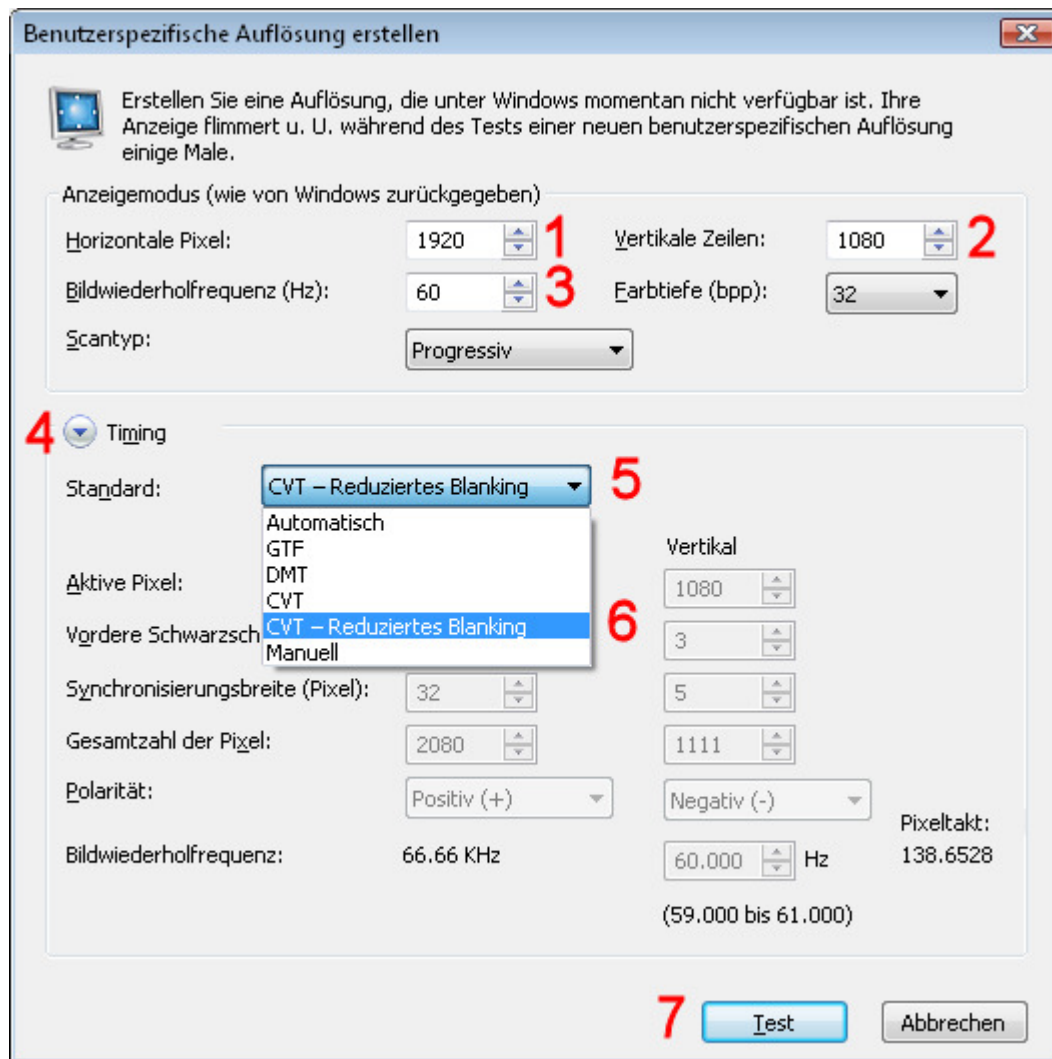 Benutzerspezifische Auflösung erstellen
Erstellen Sie eine Auflösung, die unter Windows momentan nicht verfügbar ist. Ihre
Anzeige flimmert u. U. während des Tests einer neuen benutzerspezifischen Auflösung
einige Male.
Anzeigemodus (wie von Windows zurückgegeben)
Horizontale Pixel: 1920 1 Vertikale Zeilen: 1080 2
Bildwiederholfrequenz (Hz): 60 3 Farbtiefe (bpp): 32
Scantyp: Progressiv
4 Timing
Standard: CVT – Reduziertes Blanking 5
Automatisch
GTF
DMT
CVT
CVT – Reduziertes Blanking 6
Manuell
Vertikal
Aktive Pixel: 1080
Vordere Schwarzsch 3
Synchronisierungsbreite (Pixel): 32 5
Gesamtzahl der Pixel: 2080 1111
Polarität: Positiv (+) Negativ (-)
Pixeltakt:
Bildwiederholfrequenz: 66.66 KHz 60.000 Hz 138.6528
(59.000 bis 61.000)
7 Test Abbrechen